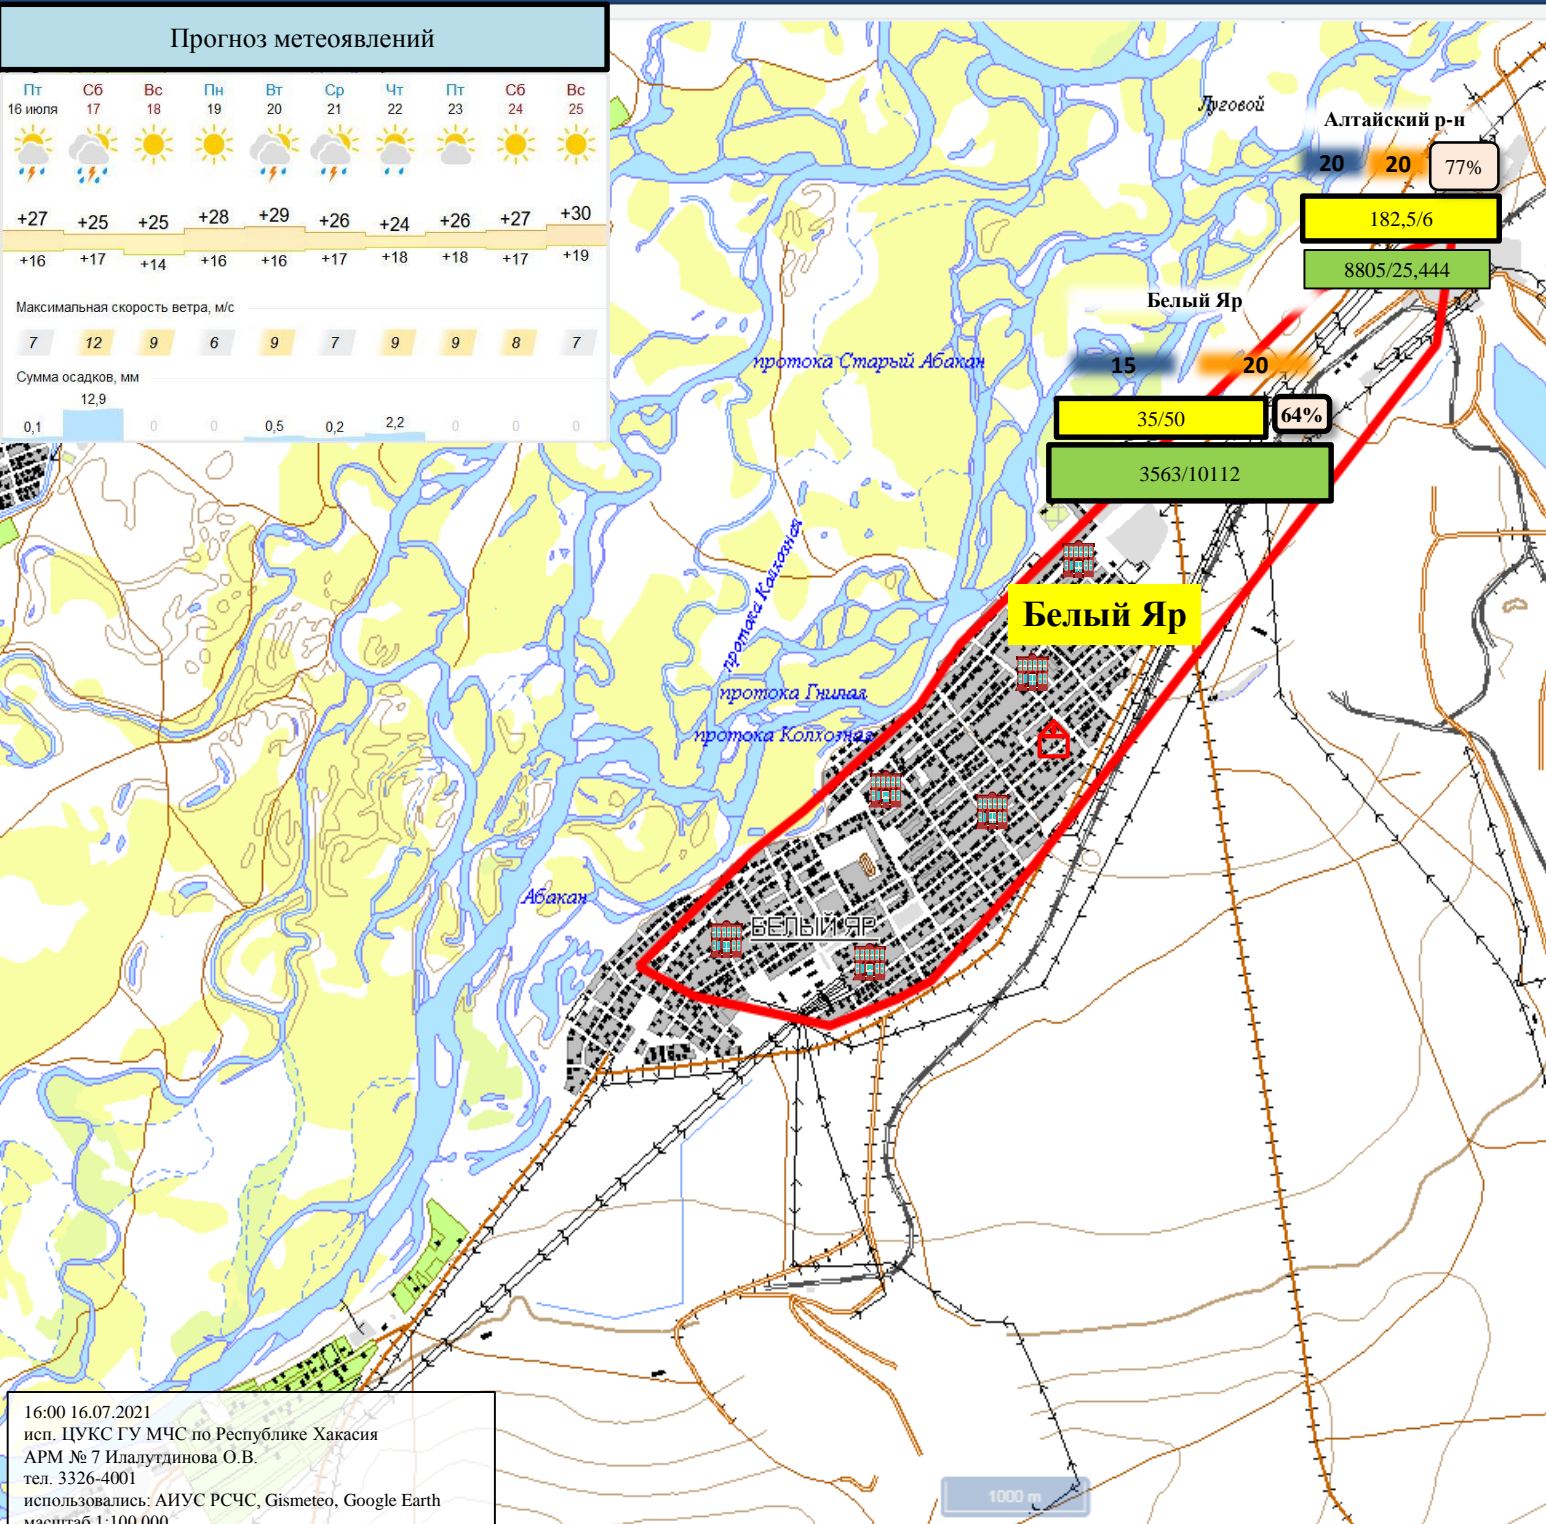 Прогноз метеоявлений
Пт Сб Вс Пн Вт Ср Чт Пт Сб Вс
16 июля 17 18 19 20 21 22 23 24 25
+27 +25 +25 +28 +29 +26 +24 +26 +27 +30
+16 +17 +14 +16 +16 +17 +18 +18 +17 +19
Максимальная скорость ветра, м/с
7 12 9 6 9 7 9 9 8 7
Сумма осадков, мм
0,1 12,9 0 0 0,5 0,2 2,2 0 0 0
Луговой
Алтайский р-н
20 20 77%
182,5/6
8805/25,444
Белый Яр
15 20
35/50 64%
3563/10112
протока Старый Абакан
протока Колхозная
Белый Яр
протока Гнилая
протока Колхозная
Абакан
БЕЛЫЙ ЯР
16:00 16.07.2021
исп. ЦУКС ГУ МЧС по Республике Хакасия
АРМ № 7 Илалутдинова О.В.
тел. 3326-4001
использовались: АИУС РСЧС, Gismeteo, Google Earth
масштаб 1:100 000
1000 m